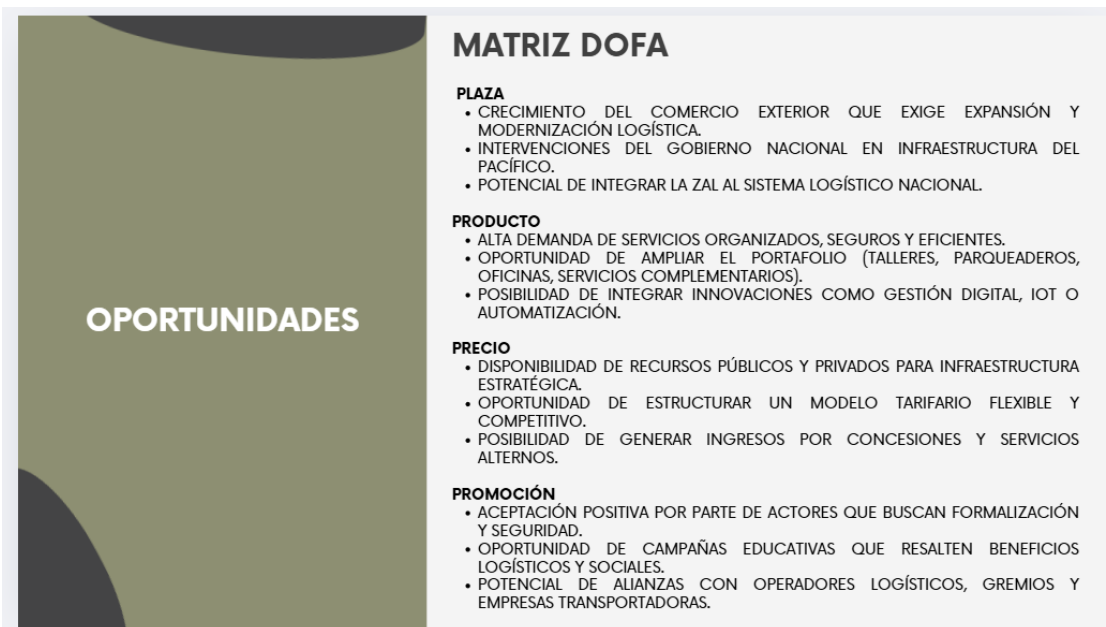 MATRIZ DOFA
OPORTUNIDADES
PLAZA
• CRECIMIENTO DEL COMERCIO EXTERIOR QUE EXIGE EXPANSIÓN Y
MODERNIZACIÓN LOGÍSTICA.
• INTERVENCIONES DEL GOBIERNO NACIONAL EN INFRAESTRUCTURA DEL
PACÍFICO.
• POTENCIAL DE INTEGRAR LA ZAL AL SISTEMA LOGÍSTICO NACIONAL.
PRODUCTO
• ALTA DEMANDA DE SERVICIOS ORGANIZADOS, SEGUROS Y EFICIENTES.
• OPORTUNIDAD DE AMPLIAR EL PORTAFOLIO (TALLERES, PARQUEADEROS,
OFICINAS, SERVICIOS COMPLEMENTARIOS).
• POSIBILIDAD DE INTEGRAR INNOVACIONES COMO GESTIÓN DIGITAL, IOT O
AUTOMATIZACIÓN.
PRECIO
• DISPONIBILIDAD DE RECURSOS PÚBLICOS Y PRIVADOS PARA INFRAESTRUCTURA
ESTRATÉGICA.
• OPORTUNIDAD DE ESTRUCTURAR UN MODELO TARIFARIO FLEXIBLE Y
COMPETITIVO.
• POSIBILIDAD DE GENERAR INGRESOS POR CONCESIONES Y SERVICIOS
ALTERNOS.
PROMOCIÓN
• ACEPTACIÓN POSITIVA POR PARTE DE ACTORES QUE BUSCAN FORMALIZACIÓN
Y SEGURIDAD.
• OPORTUNIDAD DE CAMPAÑAS EDUCATIVAS QUE RESALTEN BENEFICIOS
LOGÍSTICOS Y SOCIALES.
• POTENCIAL DE ALIANZAS CON OPERADORES LOGÍSTICOS, GREMIOS Y
EMPRESAS TRANSPORTADORAS.